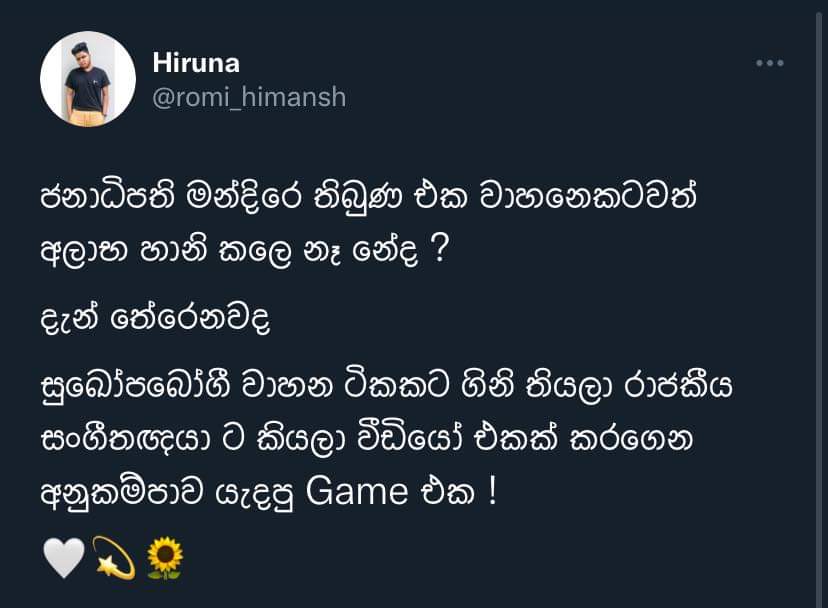 Hiruna
@romi_himansh
ජනාධිපති මන්දිරෙ තිබුණ එක වාහනෙකටවත්
අලාභ හානි කලෙ නෑ නේද ?
දැන් තේරෙනවද
සුඛෝපබෝගී වාහන ටිකකට ගිනි තියලා රාජකීය
සංගීතඥයා ට කියලා වීඩියෝ එකක් කරගෙන
අනුකම්පාව යැදපු Game එක !
🤍💫🌻